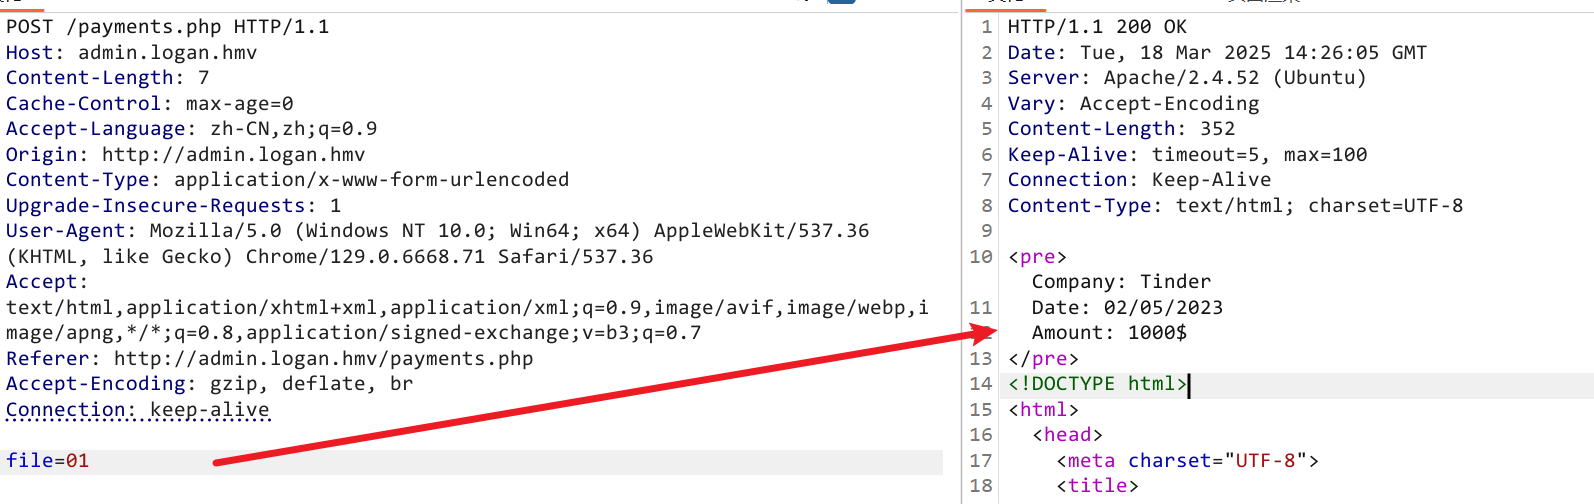 POST /payments.php HTTP/1.1
Host: admin.logan.hmv
Content-Length: 7
Cache-Control: max-age=0
Accept-Language: zh-CN,zh;q=0.9
Origin: http://admin.logan.hmv
Content-Type: application/x-www-form-urlencoded
Upgrade-Insecure-Requests: 1
User-Agent: Mozilla/5.0 (Windows NT 10.0; Win64; x64) AppleWebKit/537.36
(KHTML, like Gecko) Chrome/129.0.6668.71 Safari/537.36
Accept:
text/html,application/xhtml+xml,application/xml;q=0.9,image/avif,image/webp,i
mage/apng,*/*;q=0.8,application/signed-exchange;v=b3;q=0.7
Referer: http://admin.logan.hmv/payments.php
Accept-Encoding: gzip, deflate, br
Connection: keep-alive
file=01
1 HTTP/1.1 200 OK
2 Date: Tue, 18 Mar 2025 14:26:05 GMT
3 Server: Apache/2.4.52 (Ubuntu)
4 Vary: Accept-Encoding
5 Content-Length: 352
6 Keep-Alive: timeout=5, max=100
7 Connection: Keep-Alive
8 Content-Type: text/html; charset=UTF-8
9
10 <pre>
Company: Tinder
11 Date: 02/05/2023
Amount: 1000$
13 </pre>
14 <!DOCTYPE html>
15 <html>
16 <head>
17 <meta charset="UTF-8">
18 <title>